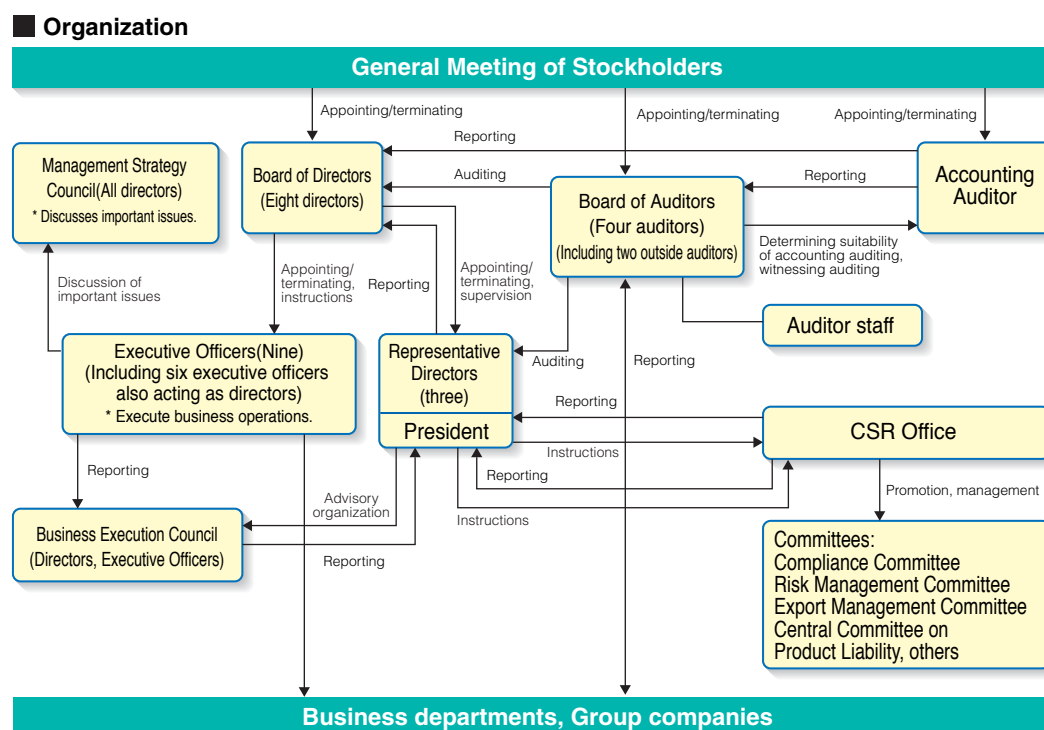 Organization
General Meeting of Stockholders
Appointing/terminating
Appointing/terminating
Appointing/terminating
Reporting
Management Strategy
Council(All directors)
* Discusses important issues.
Board of Directors
(Eight directors)
Auditing
Board of Auditors
(Four auditors)
(Including two outside auditors)
Reporting
Accounting
Auditor
Determining suitability
of accounting auditing,
witnessing auditing
Discussion of
important issues
Appointing/
terminating,
instructions
Reporting
Appointing/
terminating,
supervision
Auditor staff
Executive Officers(Nine)
(Including six executive officers
also acting as directors)
* Execute business operations.
Representative
Directors
(three)
President
Auditing
Reporting
Reporting
Instructions
CSR Office
Reporting
Reporting
Promotion, management
Advisory
organization
Instructions
Business Execution Council
(Directors, Executive Officers)
Reporting
Committees:
Compliance Committee
Risk Management Committee
Export Management Committee
Central Committee on
Product Liability, others
Business departments, Group companies